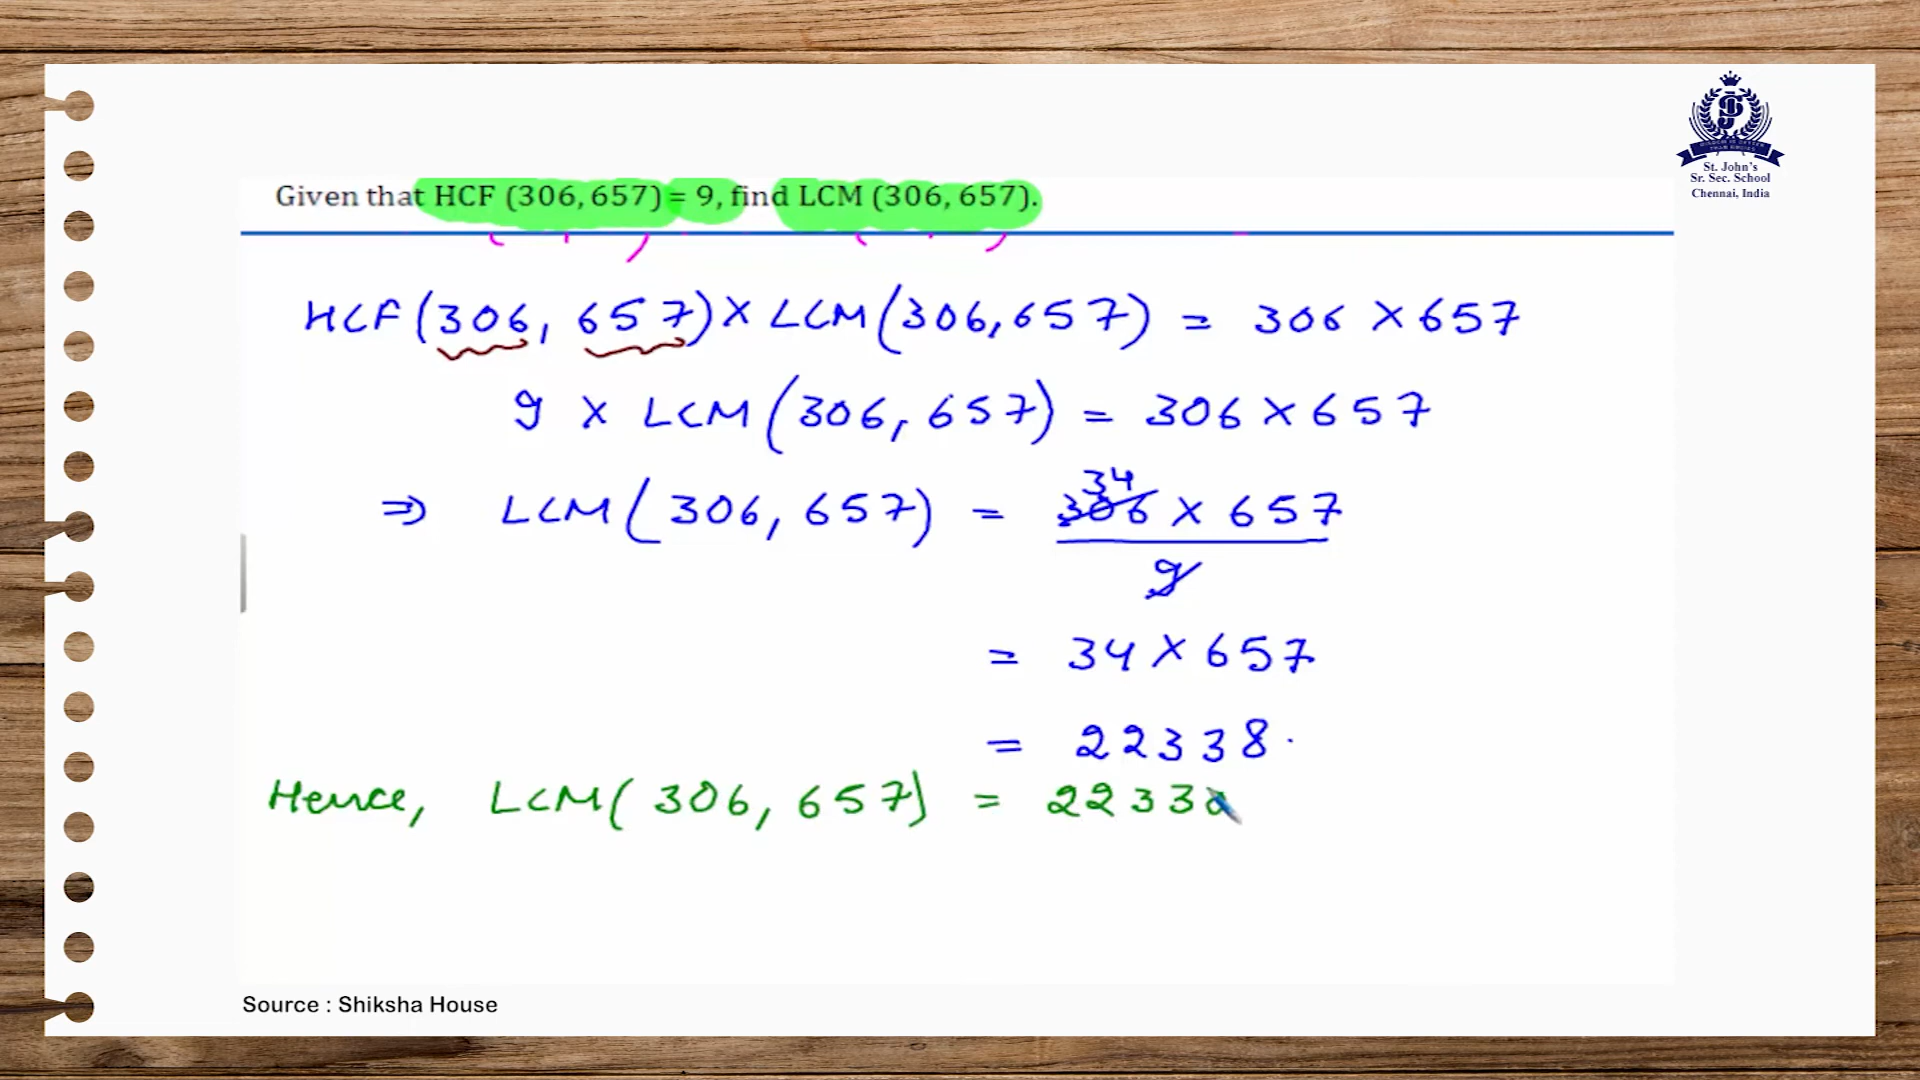 St. John's
Sr. Sec. School
Chennai, India
Given that HCF (306, 657) = 9, find LCM (306, 657).
HCF(306, 657) × LCM(306, 657) = 306 × 657
9 × LCM(306, 657) = 306 × 657
34
⇒ LCM(306, 657) = 306 × 657
9
= 34 × 657
= 22338.
Hence, LCM(306, 657) = 2233
Source : Shiksha House